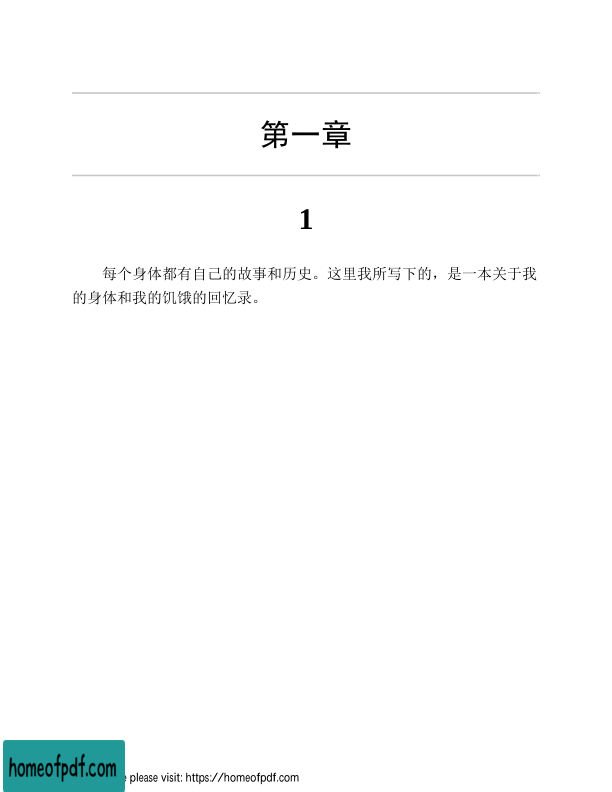 第一章
1
每个身体都有自己的故事和历史。这里我所写下的，是一本关于我
的身体和我的饥饿的回忆录。
homeofpdf.com
please visit: https://homeofpdf.com